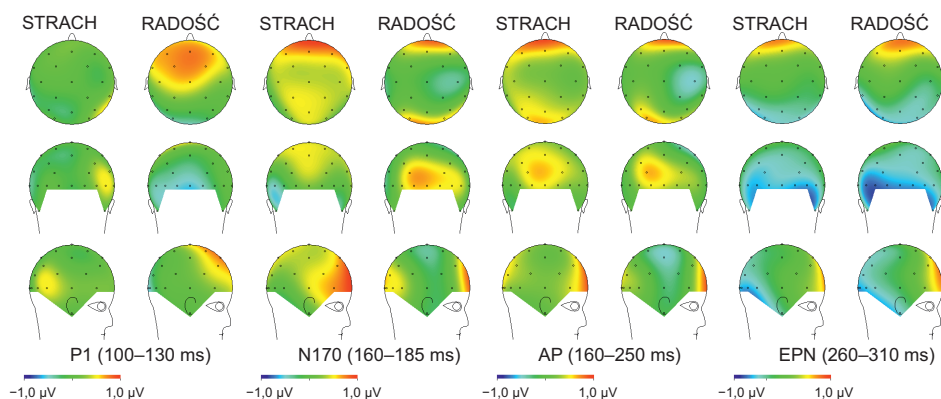 STRACH RADOŚĆ STRACH RADOŚĆ STRACH RADOŚĆ STRACH RADOŚĆ
P1 (100–130 ms) N170 (160–185 ms) AP (160–250 ms) EPN (260–310 ms)
−1,0 µV 1,0 µV −1,0 µV 1,0 µV −1,0 µV 1,0 µV −1,0 µV 1,0 µV